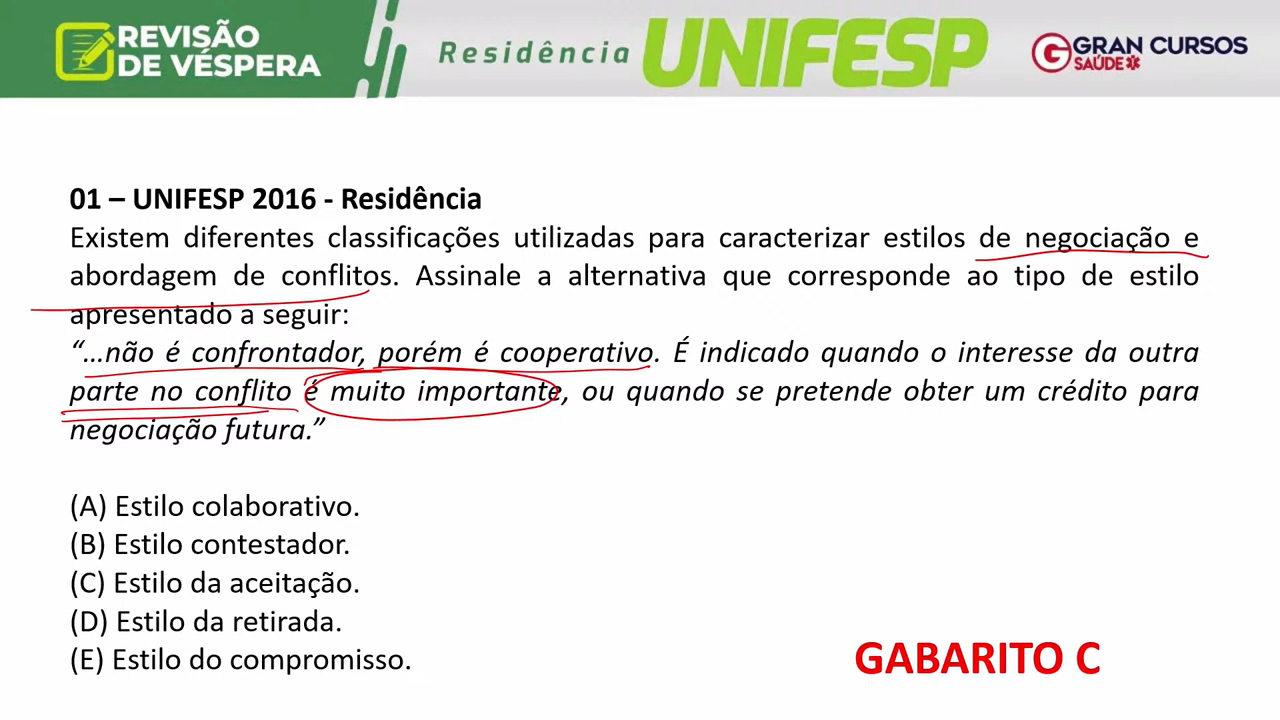 REVISÃO
DE VÉSPERA
Residência UNIFESP
GRAN CURSOS
SAÚDE
01 – UNIFESP 2016 - Residência
Existem diferentes classificações utilizadas para caracterizar estilos de negociação e
abordagem de conflitos. Assinale a alternativa que corresponde ao tipo de estilo
apresentado a seguir:
“...não é confrontador, porém é cooperativo. É indicado quando o interesse da outra
parte no conflito é muito importante, ou quando se pretende obter um crédito para
negociação futura.”
(A) Estilo colaborativo.
(B) Estilo contestador.
(C) Estilo da aceitação.
(D) Estilo da retirada.
(E) Estilo do compromisso.
GABARITO C